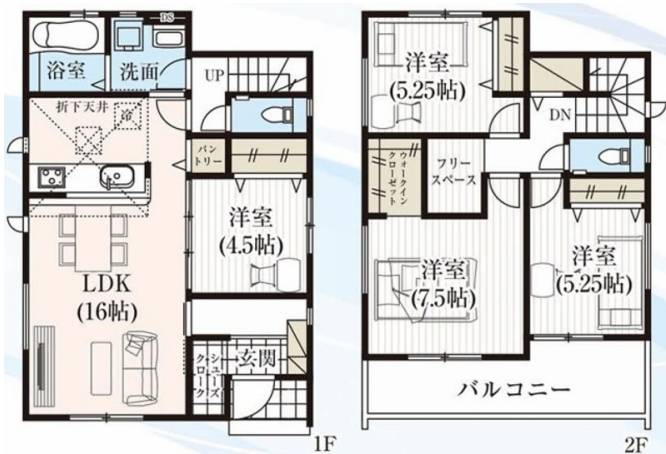 DS
浴室
洗面
UP
折下天井
冷
パン
トリー
洋室
(4.5帖)
LDK
(16帖)
シューズ
クローク
玄関
1F
洋室
(5.25帖)
DN
ウォークイン
クローゼット
フリー
スペース
洋室
(7.5帖)
洋室
(5.25帖)
バルコニー
2F